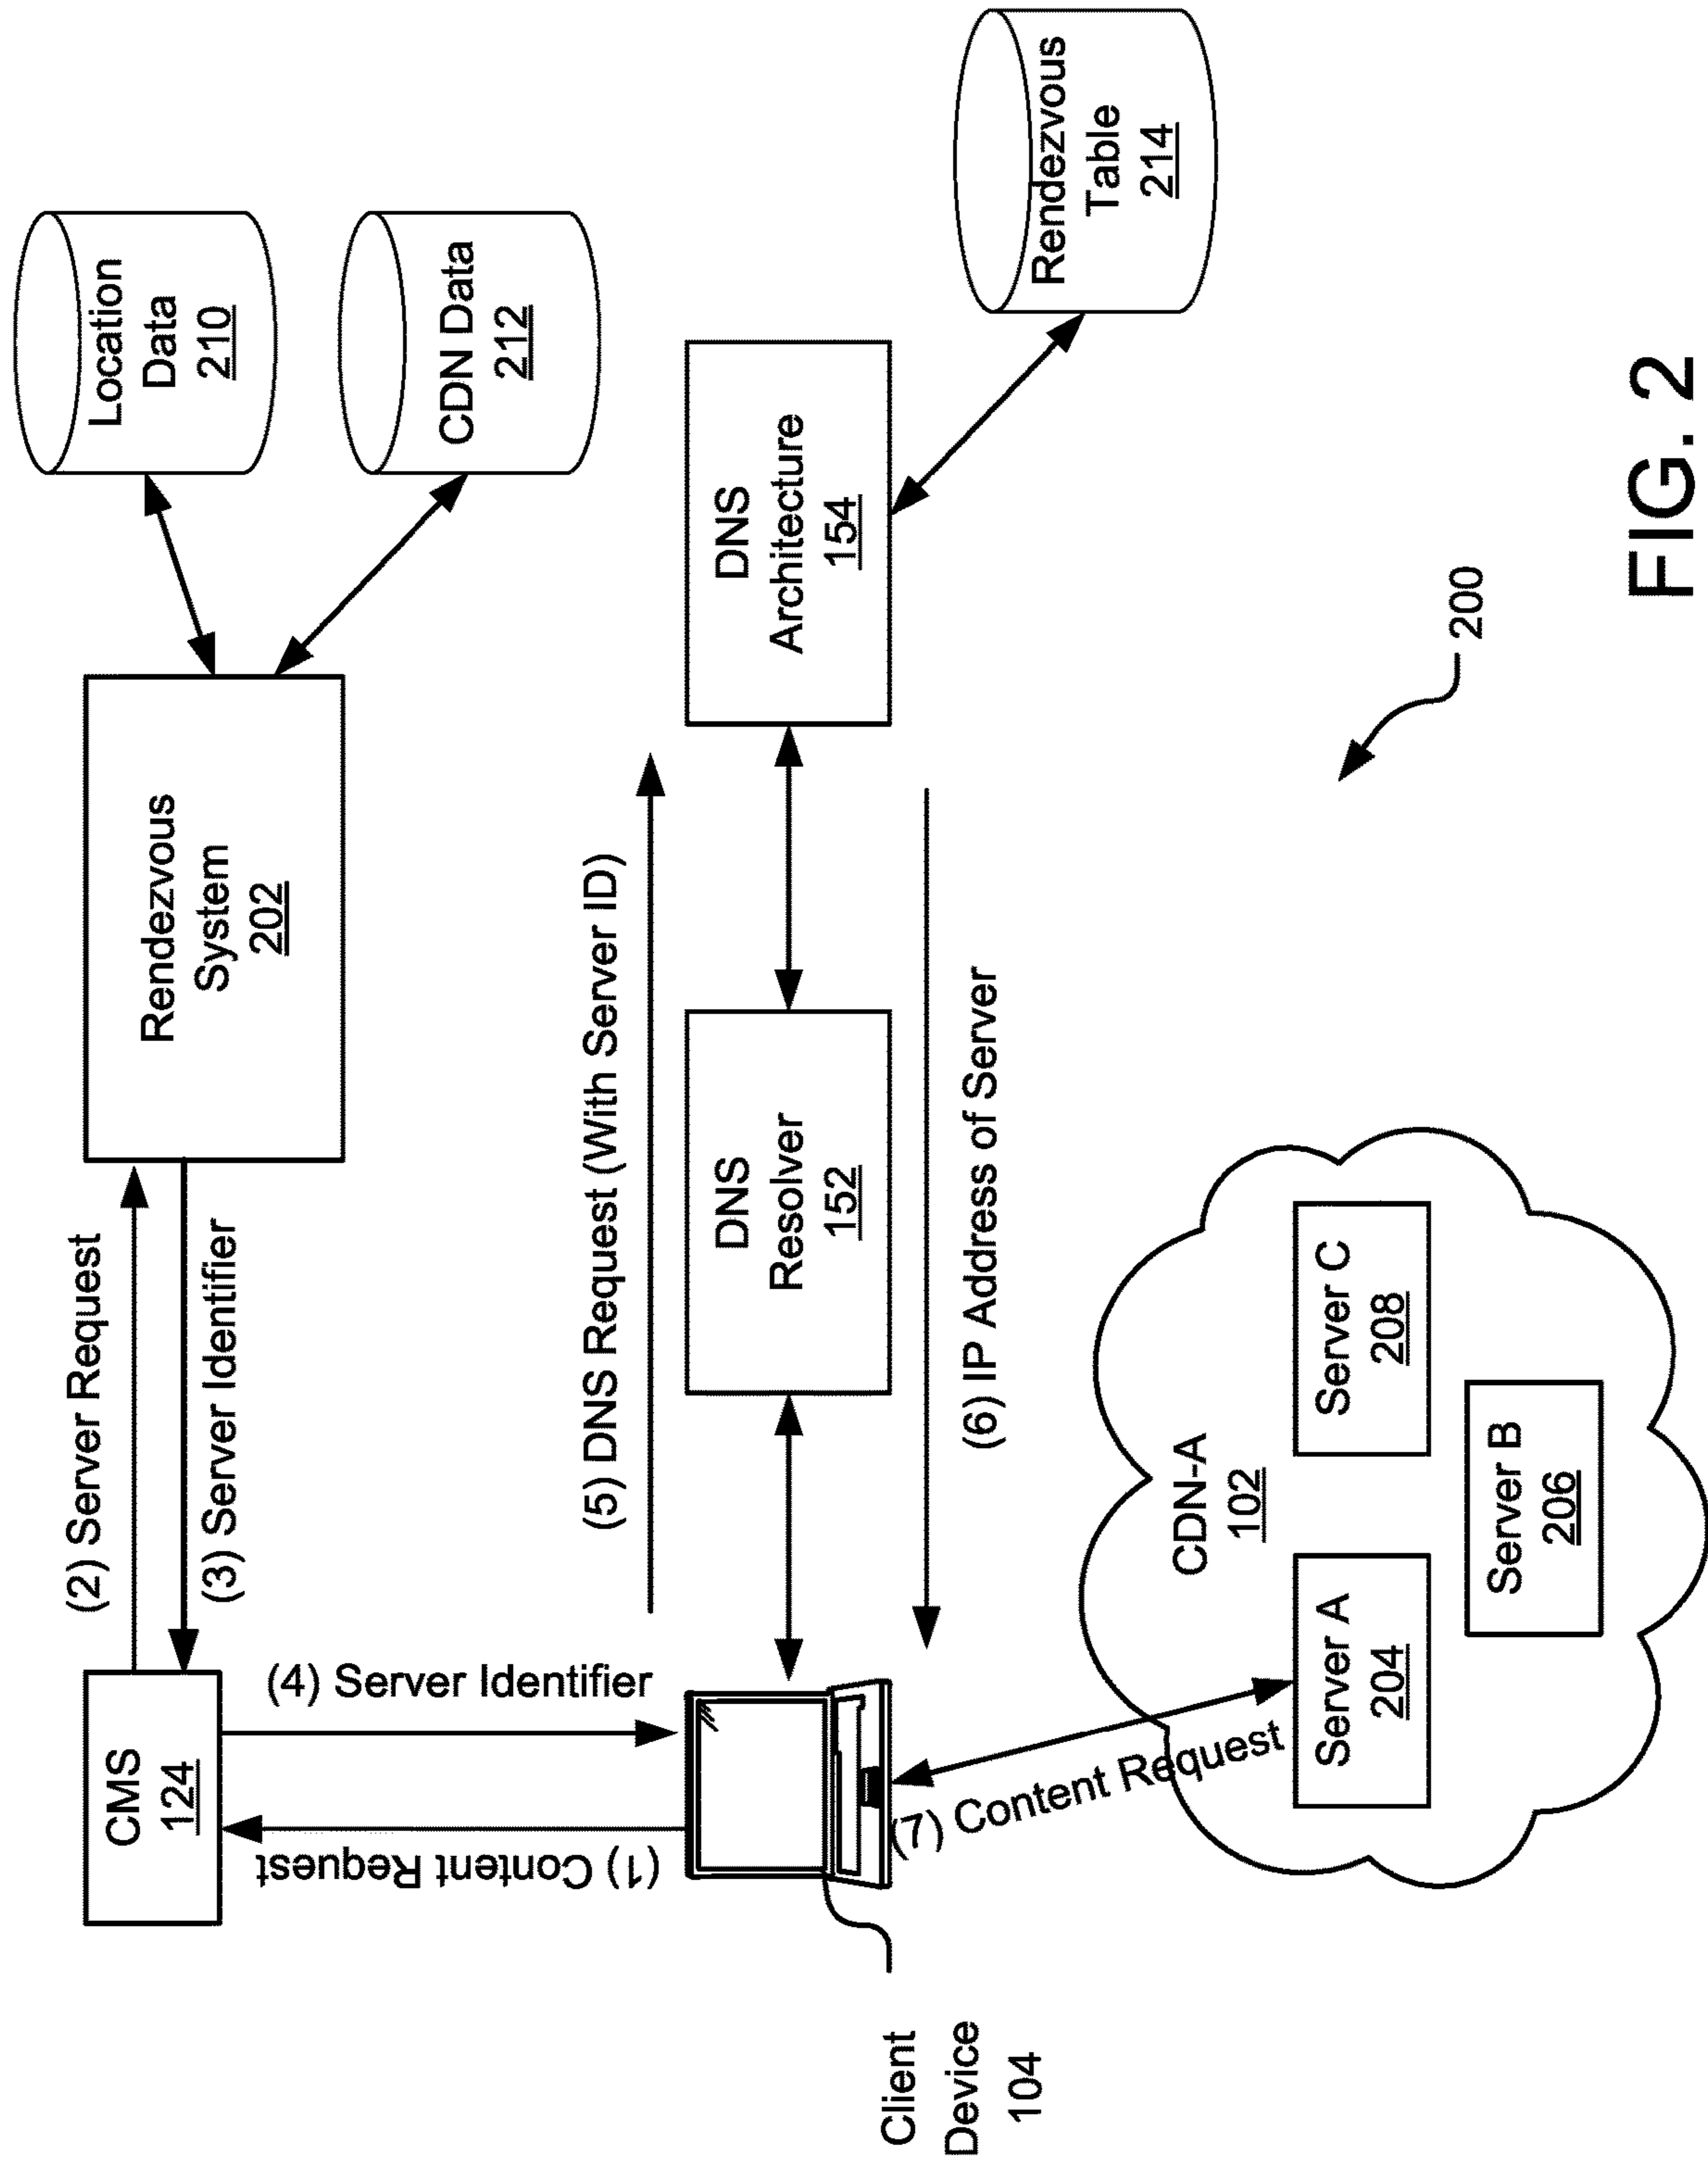 (2) Server Request
(3) Server Identifier
CMS
124
Rendezvous
System
202
Location
Data
210
CDN Data
212
(1) Content Request
(4) Server Identifier
(5) DNS Request (With Server ID)
Client
Device
104
DNS
Resolver
152
DNS
Architecture
154
Rendezvous
Table
214
(6) IP Address of Server
(7) Content Request
CDN-A
102
Server A
204
Server C
208
Server B
206
200
FIG. 2